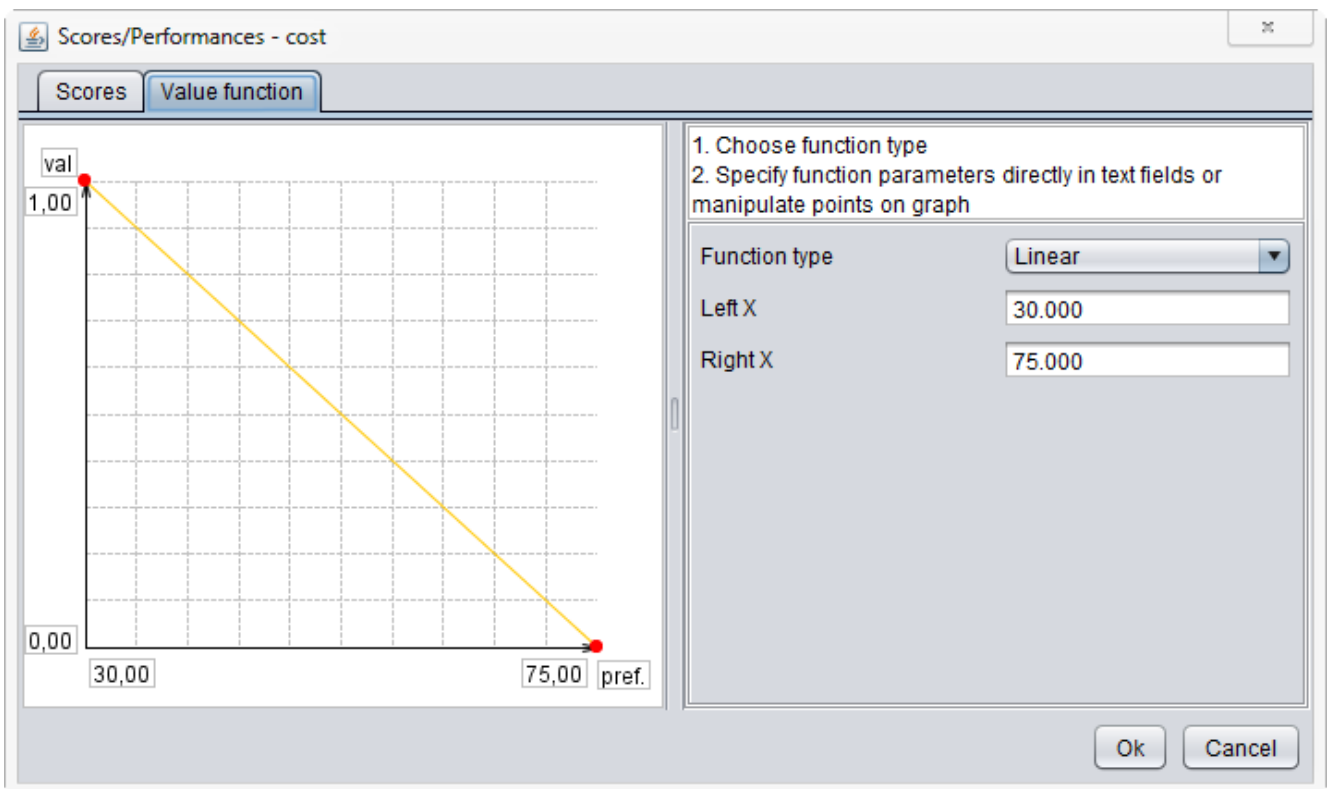 Scores/Performances - cost
Scores
Value function
val
1,00
0,00
30,00
75,00
pref.
1. Choose function type
2. Specify function parameters directly in text fields or
manipulate points on graph
Function type
Linear
Left X
30.000
Right X
75.000
Ok
Cancel